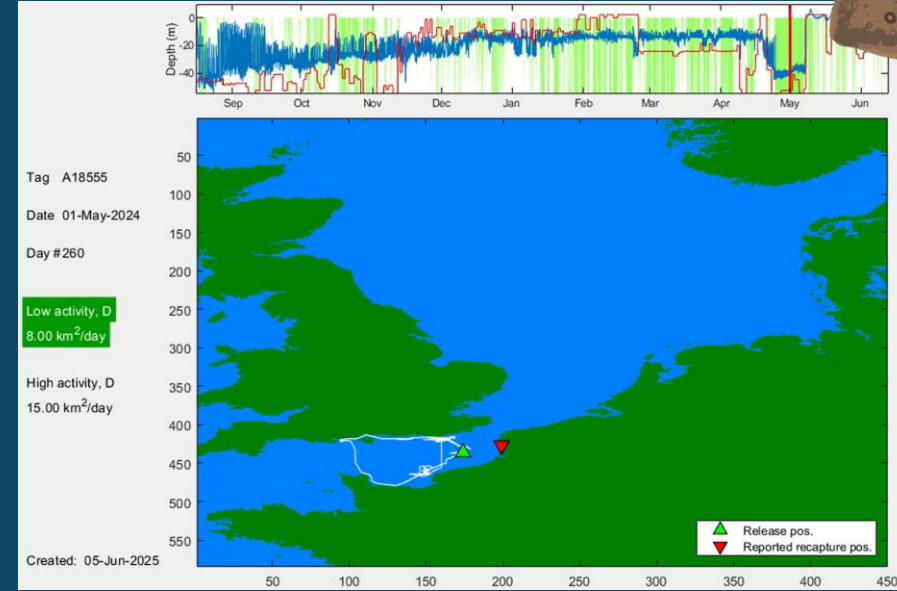 Depth (m)
0
-20
-40
Sep Oct Nov Dec Jan Feb Mar Apr May Jun
Tag A18555
Date 01-May-2024
Day #260
Low activity, D
8.00 km²/day
High activity, D
15.00 km²/day
Created: 05-Jun-2025
50
100
150
200
250
300
350
400
450
500
550
Release pos.
Reported recapture pos.
50 100 150 200 250 300 350 400 450